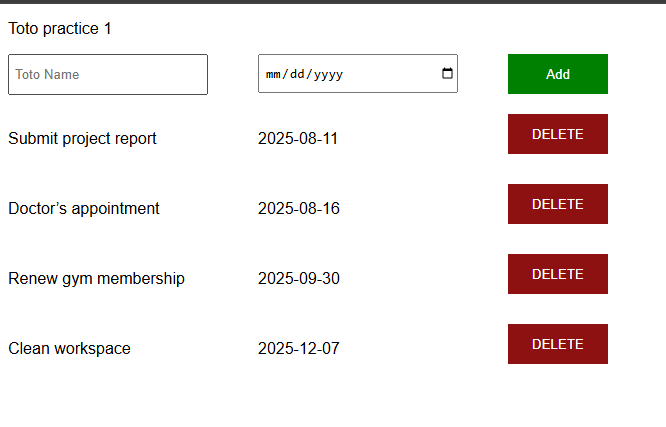 Toto practice 1
Toto Name mm/dd/yyyy Add
Submit project report 2025-08-11 DELETE
Doctor’s appointment 2025-08-16 DELETE
Renew gym membership 2025-09-30 DELETE
Clean workspace 2025-12-07 DELETE